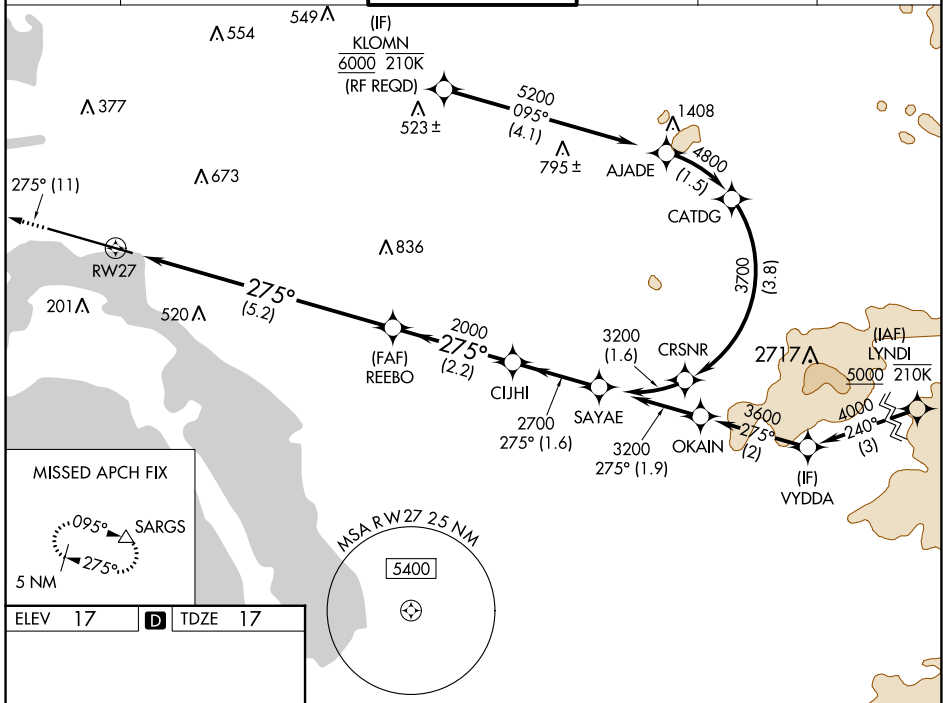 549
(IF)
554
KLOMN
6000 210K
(RF REQD)
5200
377
095°
1408
523 ±
(4.1)
795 ±
AJADE
4800
(1.5)
673
275° (11)
CATDG
836
RW27
3700
(3.8)
275°
(5.2)
201
520
2000
275°
(2.2)
3200
(1.6)
CRSNR
2717
(IAF)
LYNDI
5000 210K
(FAF)
REEBO
CIJHI
SAYAE
3600
275°
(2)
4000
240°
(3)
2700
275° (1.6)
OKAIN
3200
275° (1.9)
(IF)
VYDDA
MISSED APCH FIX
095°
SARGS
275°
5 NM
MSA RW27 25 NM
5400
ELEV 17
D
TDZE 17